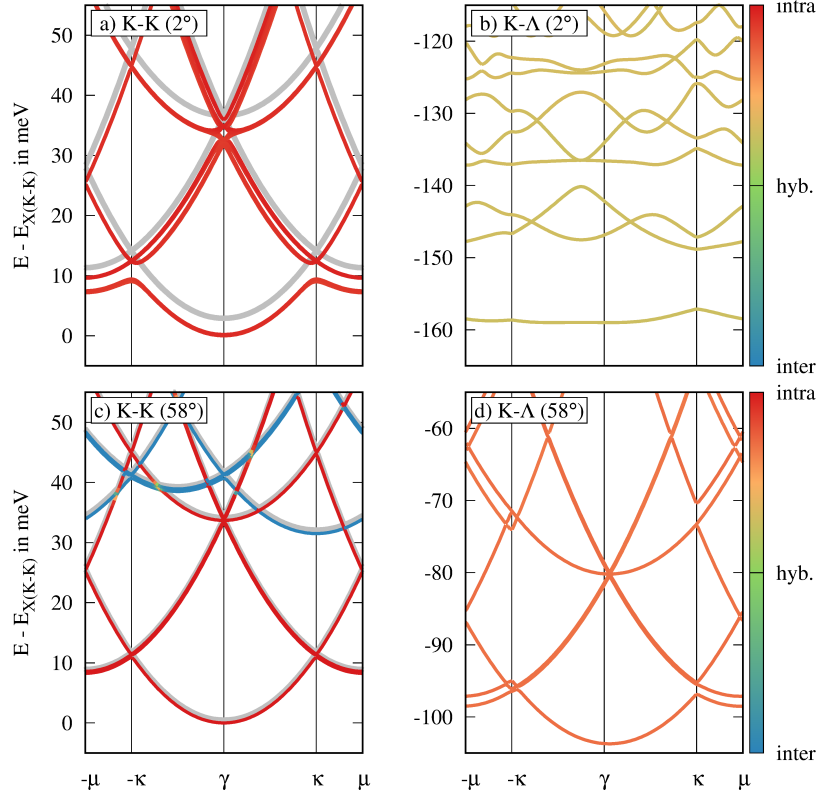 a) K-K (2°)
b) K-Λ (2°)
50
40
30
20
10
0
E - E_X(K-K) in meV
-120
-130
-140
-150
-160
intra
hyb.
inter
c) K-K (58°)
d) K-Λ (58°)
50
40
30
20
10
0
E - E_X(K-K) in meV
-60
-70
-80
-90
-100
intra
hyb.
inter
-μ -κ γ κ μ
-μ -κ γ κ μ